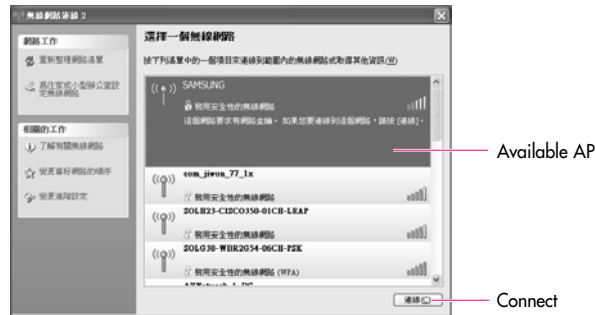 無線網路連線 2
網路工作
重新整理網路清單
為住家或小型辦公室設定無線網路
相關的工作
了解有關無線網路
變更喜好網路的順序
變更進階設定
選擇一個無線網路
按下列清單中的一個項目來連線到範圍內的無線網路或取得其他資訊(W)
SAMSUNG
啟用安全性的無線網路
這個網路要求有網路金鑰。如果您要連線到這個網路，請按 [連線]。
com_jiwon_77_1x
啟用安全性的無線網路
SOLH23-CISCO350-01CH-LEAP
啟用安全性的無線網路
SOLG38-WBR2G54-06CH-PSK
啟用安全性的無線網路 (WPA)
連線(C)
Available AP
Connect